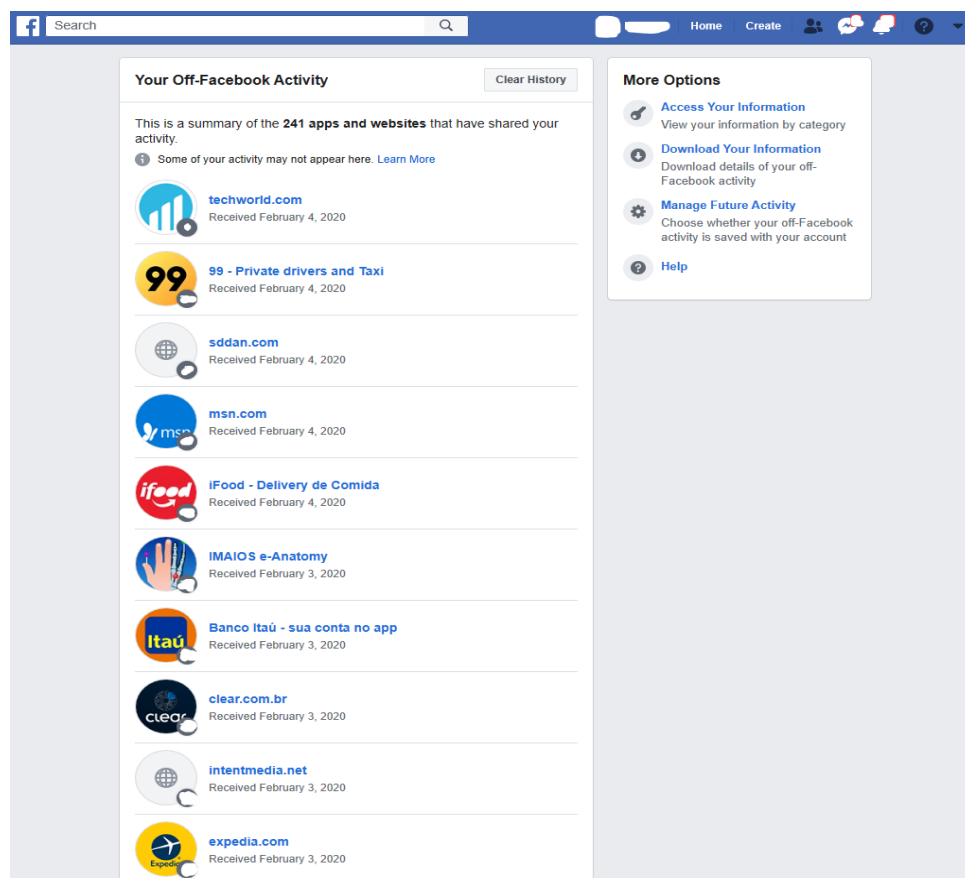 Search
Home
Create
Your Off-Facebook Activity
Clear History
This is a summary of the 241 apps and websites that have shared your
activity.
Some of your activity may not appear here. Learn More
techworld.com
Received February 4, 2020
99
99 - Private drivers and Taxi
Received February 4, 2020
sddan.com
Received February 4, 2020
msn
msn.com
Received February 4, 2020
ifood
iFood - Delivery de Comida
Received February 4, 2020
IMAIOS e-Anatomy
Received February 3, 2020
Itaú
Banco Itaú - sua conta no app
Received February 3, 2020
clear
clear.com.br
Received February 3, 2020
intentmedia.net
Received February 3, 2020
Expedia
expedia.com
Received February 3, 2020
More Options
Access Your Information
View your information by category
Download Your Information
Download details of your off-
Facebook activity
Manage Future Activity
Choose whether your off-Facebook
activity is saved with your account
Help